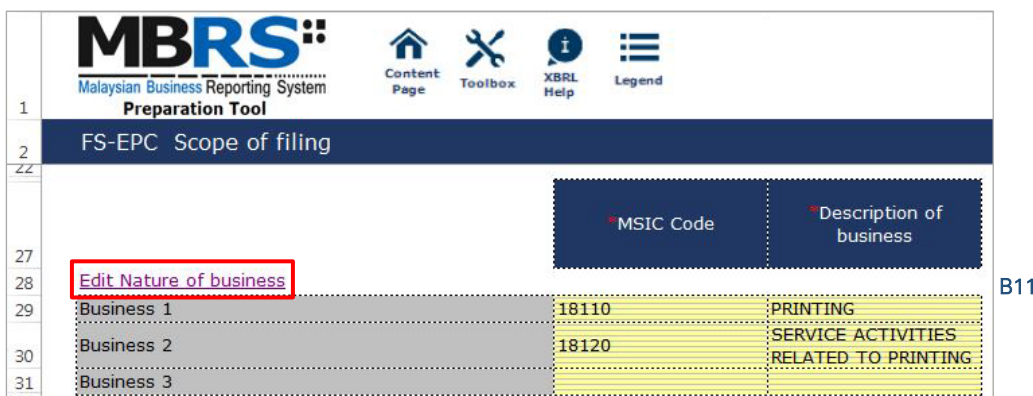 MBRS
Malaysian Business Reporting System
Preparation Tool
Content Page
Toolbox
XBRL Help
Legend
1
2 FS-EPC Scope of filing
22
27 *MSIC Code *Description of business
28 Edit Nature of business B11
29 Business 1 18110 PRINTING
30 Business 2 18120 SERVICE ACTIVITIES RELATED TO PRINTING
31 Business 3